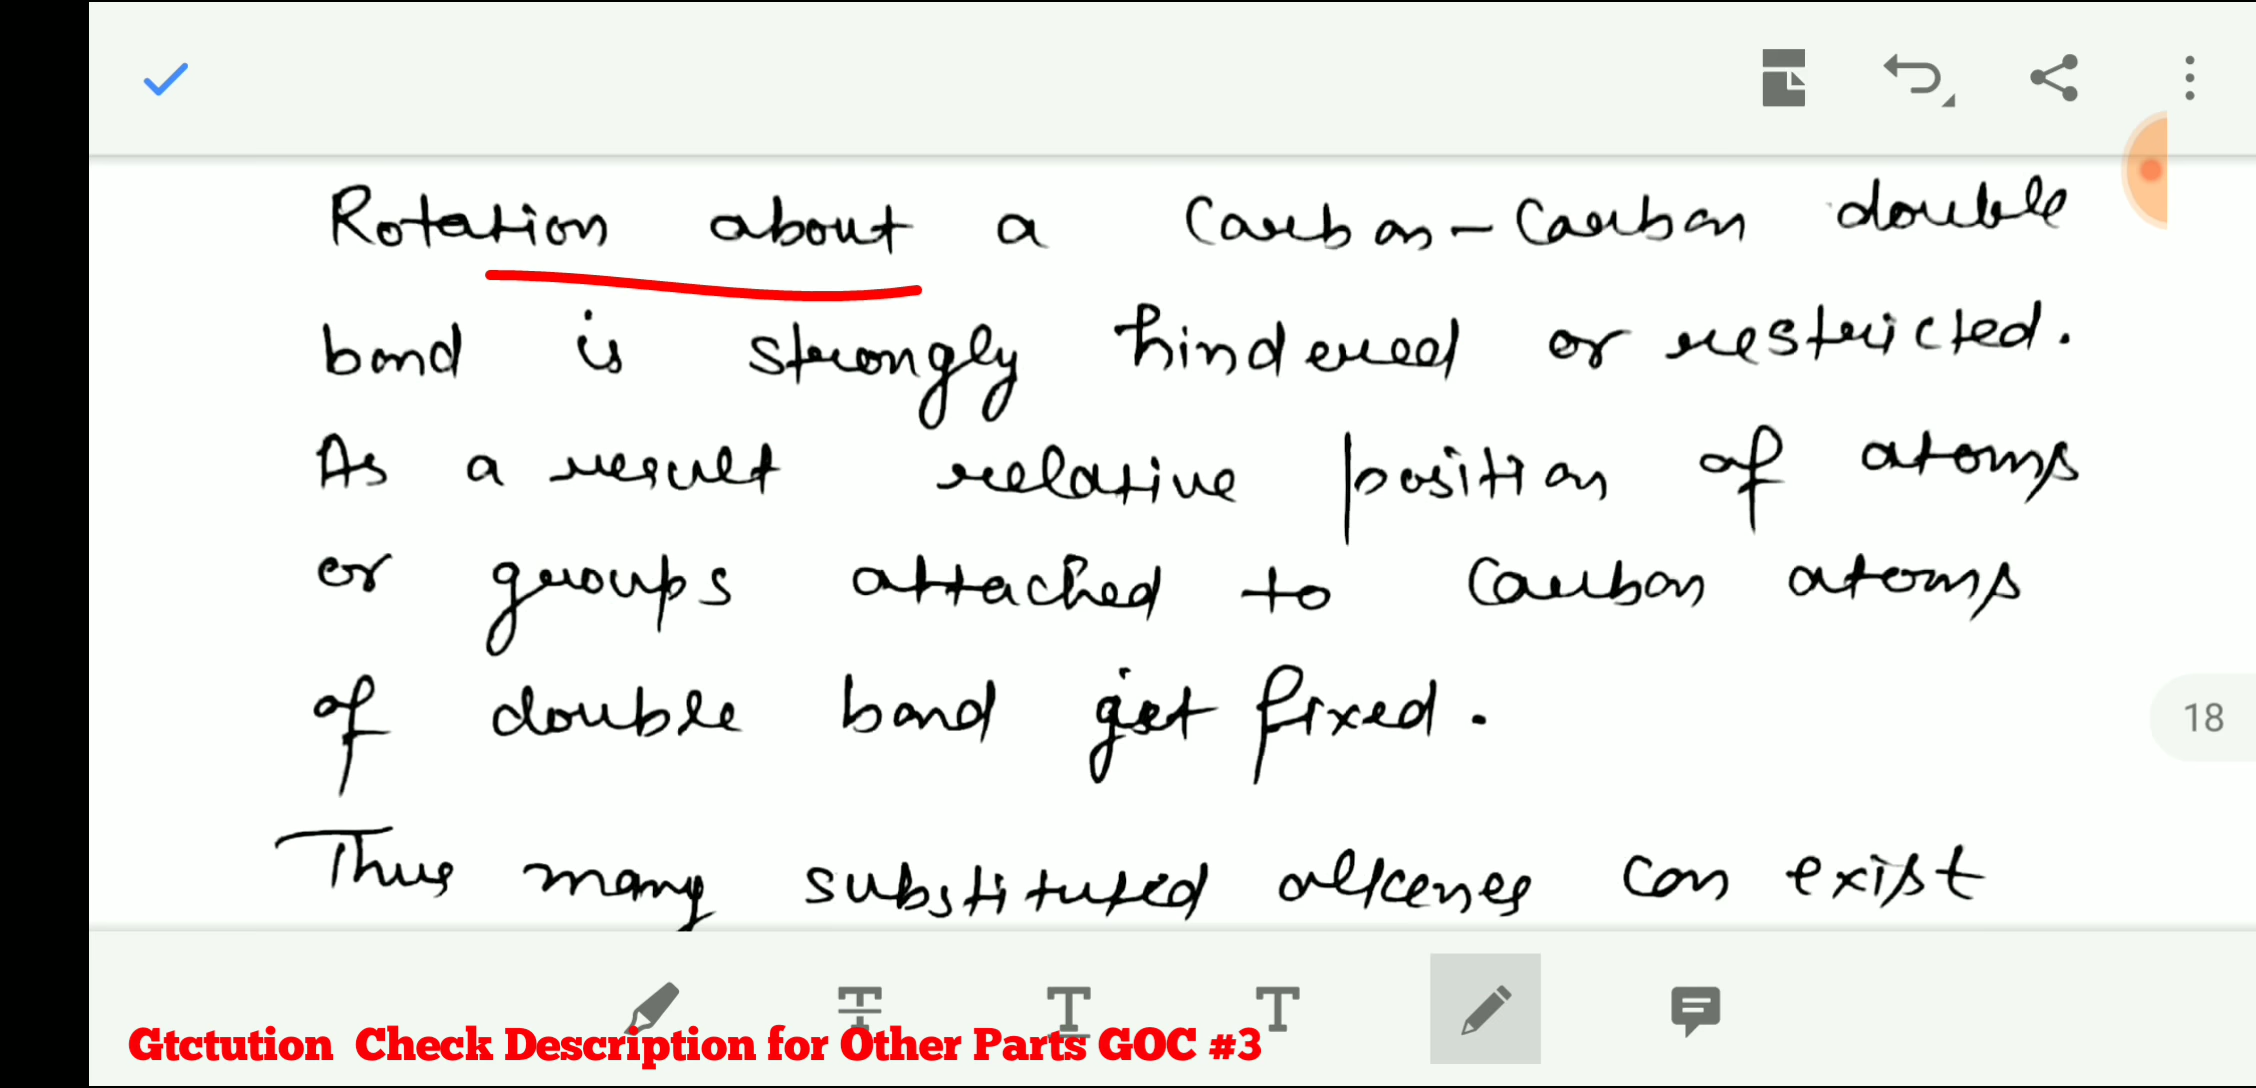 Rotation about a Carbon-Carbon double
bond is strongly hindered or restricted.
As a result relative position of atoms
or groups attached to Carbon atoms
of double bond get fixed.
18
Thus many substituted alkenes can exist
T T T
Gtctution Check Description for Other Parts GOC #3